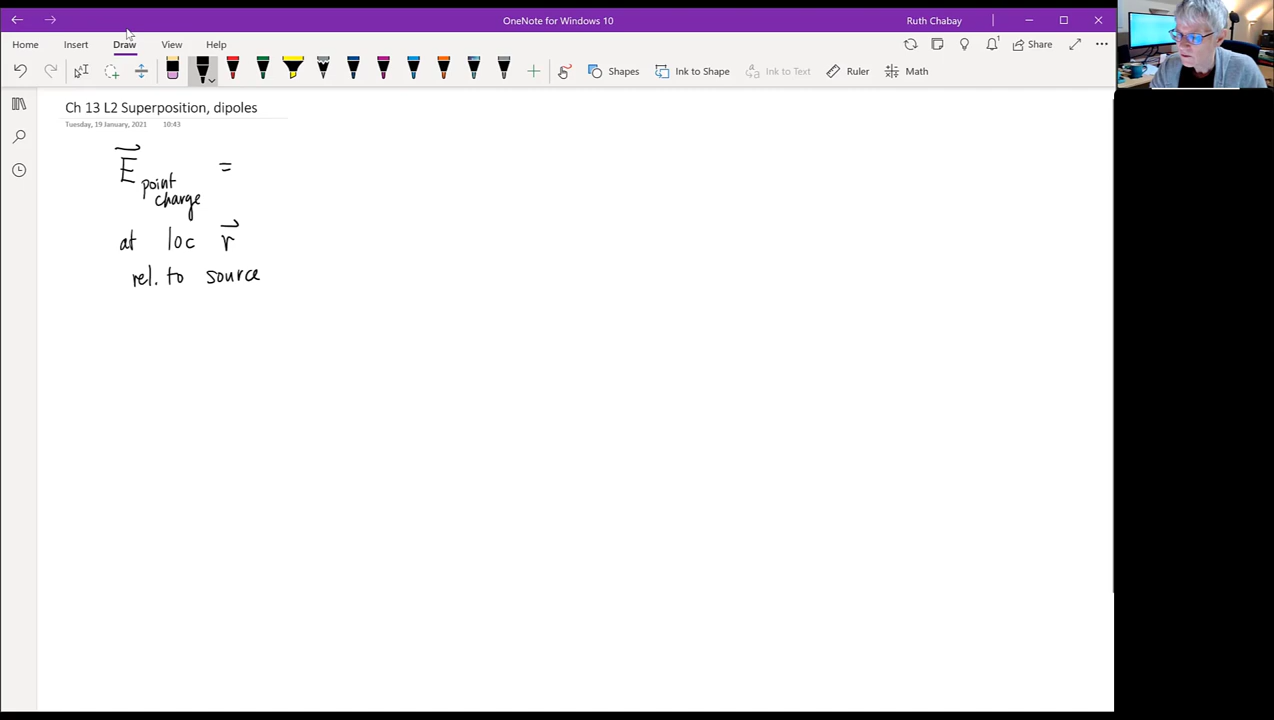 OneNote for Windows 10
Ruth Chabay
Home Insert Draw View Help
Share
Shapes Ink to Shape Ink to Text Ruler Math
Ch 13 L2 Superposition, dipoles
Tuesday, 19 January, 2021 10:43
E⃗ point charge =
at loc r⃗
rel. to source